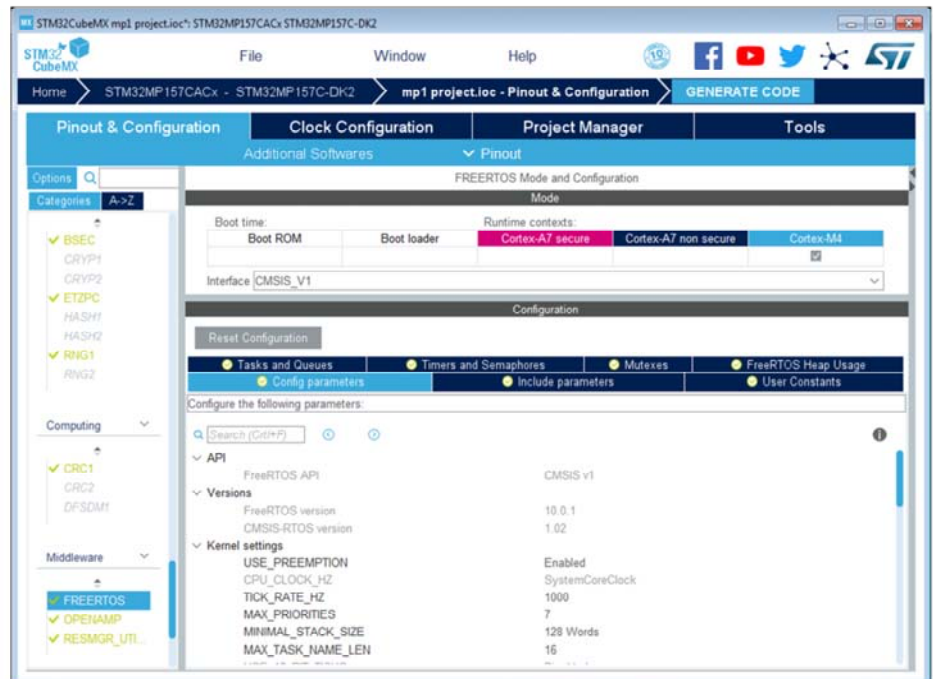 STM32CubeMX mp1 project.ioc*: STM32MP157CACx STM32MP157C-DK2
STM32 CubeMX
File Window Help
Home STM32MP157CACx - STM32MP157C-DK2 mp1 project.ioc - Pinout & Configuration GENERATE CODE
Pinout & Configuration Clock Configuration Project Manager Tools
Additional Softwares Pinout
Options
FREERTOS Mode and Configuration
Categories A->Z
Mode
Boot time: Runtime contexts:
Boot ROM Boot loader Cortex-A7 secure Cortex-A7 non secure Cortex-M4
Interface CMSIS_V1
BSEC
CRYP1
CRYP2
ETZPC
HASH1
HASH2
RNG1
RNG2
Computing
CRC1
CRC2
DFSDM1
Middleware
FREERTOS
OPENAMP
RESMGR_UTI...
Configuration
Reset Configuration
Tasks and Queues Timers and Semaphores Mutexes FreeRTOS Heap Usage
Config parameters Include parameters User Constants
Configure the following parameters:
Search (Crtl+F)
API
FreeRTOS API CMSIS v1
Versions
FreeRTOS version 10.0.1
CMSIS-RTOS version 1.02
Kernel settings
USE_PREEMPTION Enabled
CPU_CLOCK_HZ SystemCoreClock
TICK_RATE_HZ 1000
MAX_PRIORITIES 7
MINIMAL_STACK_SIZE 128 Words
MAX_TASK_NAME_LEN 16